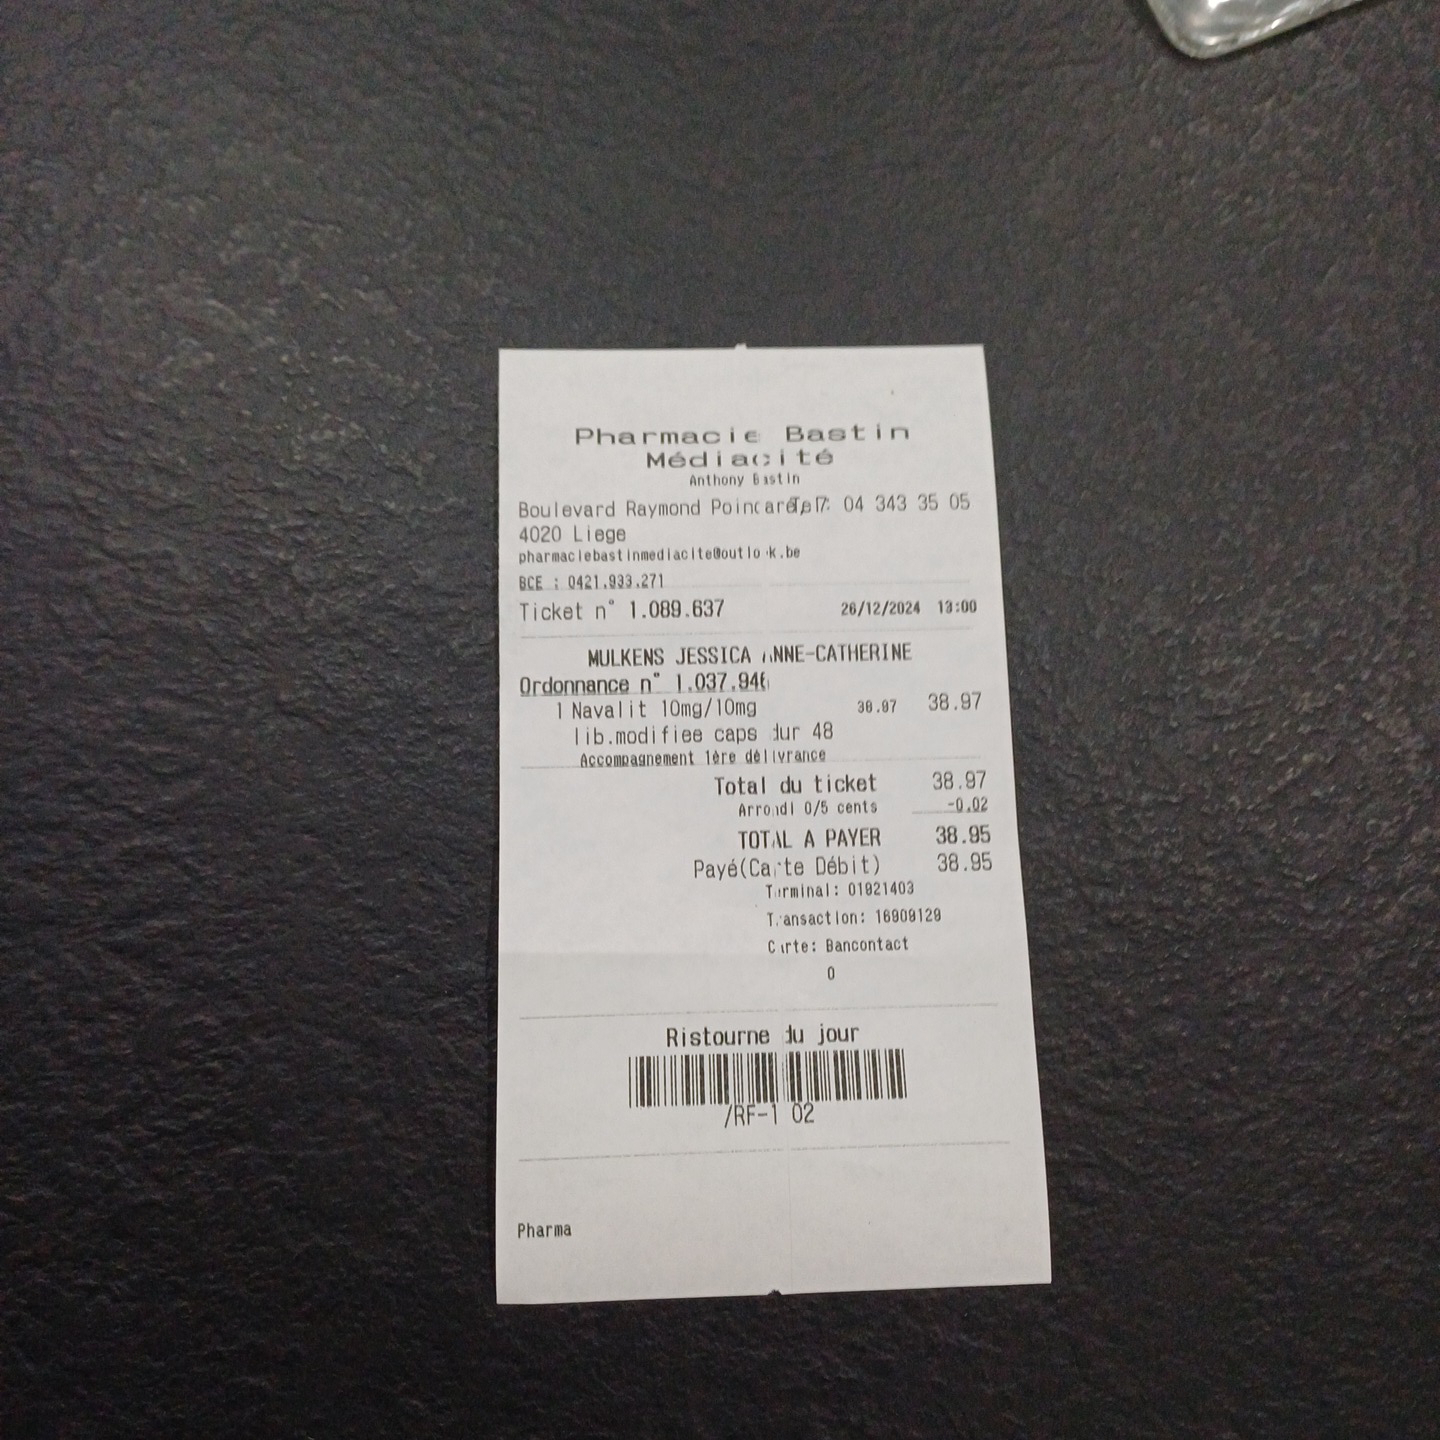 Pharmacie Bastin
Médiacité
Anthony Bastin
Boulevard Raymond Poincaré, 7 Tel: 04 343 35 05
4020 Liege
pharmaciebastinmediacite@outlook.be
BCE : 0421.933.271
Ticket n° 1.089.637 26/12/2024 13:00
MULKENS JESSICA ANNE-CATHERINE
Ordonnance n° 1.037.946
1 Navalit 10mg/10mg 38.97 38.97
lib.modifiee caps dur 48
Accompagnement 1ère délivrance
Total du ticket 38.97
Arrondi 0/5 cents -0.02
TOTAL A PAYER 38.95
Payé(Carte Débit) 38.95
Terminal: 01821403
Transaction:
Carte: Bancontact
0
Ristourne du jour
/RF-1 02
Pharma